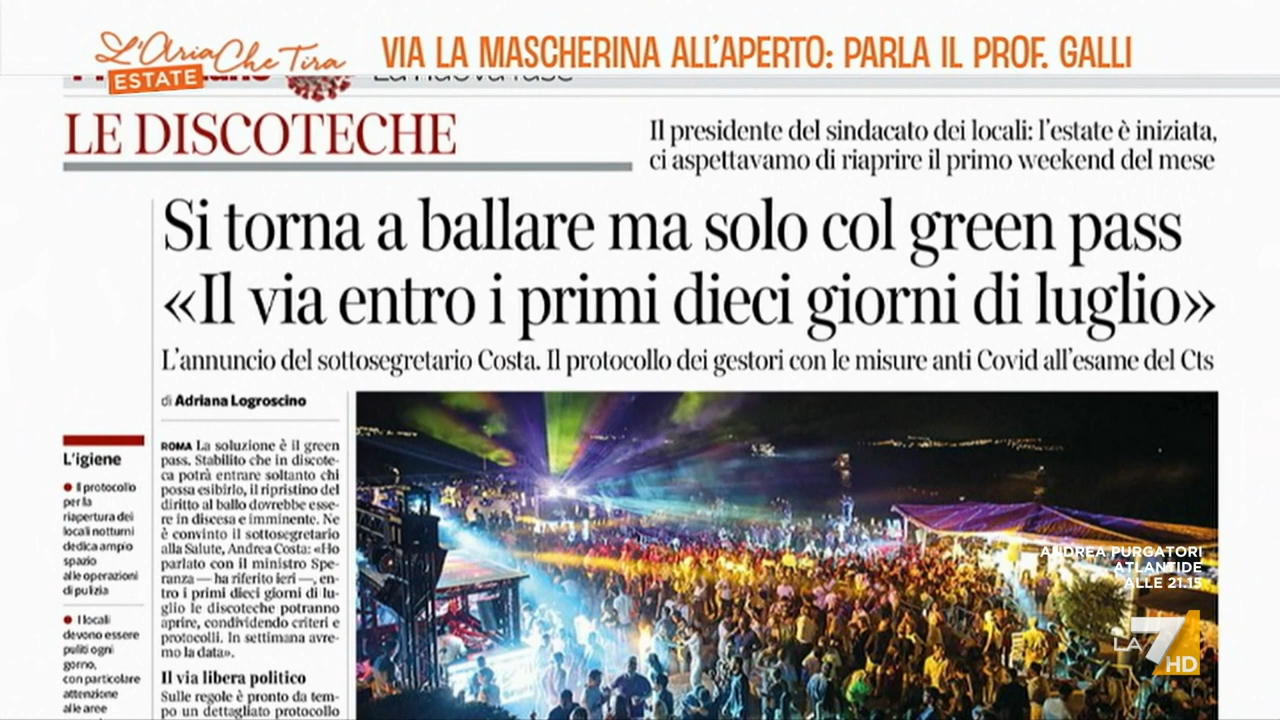 L'Aria Che Tira
ESTATE
VIA LA MASCHERINA ALL'APERTO: PARLA IL PROF. GALLI
LE DISCOTECHE
Il presidente del sindacato dei locali: l'estate è iniziata,
ci aspettavamo di riaprire il primo weekend del mese
Si torna a ballare ma solo col green pass
«Il via entro i primi dieci giorni di luglio»
L'annuncio del sottosegretario Costa. Il protocollo dei gestori con le misure anti Covid all'esame del Cts
di Adriana Logroscino
L'igiene
● Il protocollo
per la
riapertura dei
locali notturni
dedica ampio
spazio
alle operazioni
di pulizia
● I locali
devono essere
puliti ogni
giorno,
con particolare
attenzione
alle aree
ROMA La soluzione è il green
pass. Stabilito che in discote-
ca potrà entrare soltanto chi
possa esibirlo, il ripristino del
diritto al ballo dovrebbe esse-
re in discesa e imminente. Ne
è convinto il sottosegretario
alla Salute, Andrea Costa: «Ho
parlato con il ministro Spe-
ranza — ha riferito ieri —, en-
tro i primi dieci giorni di lu-
glio le discoteche potranno
aprire, condividendo criteri e
protocolli. In settimana avre-
mo la data».
Il via libera politico
Sulle regole è pronto da tem-
po un dettagliato protocollo
ANDREA PURGATORI
ATLANTIDE
ALLE 21.15
LA 7
HD